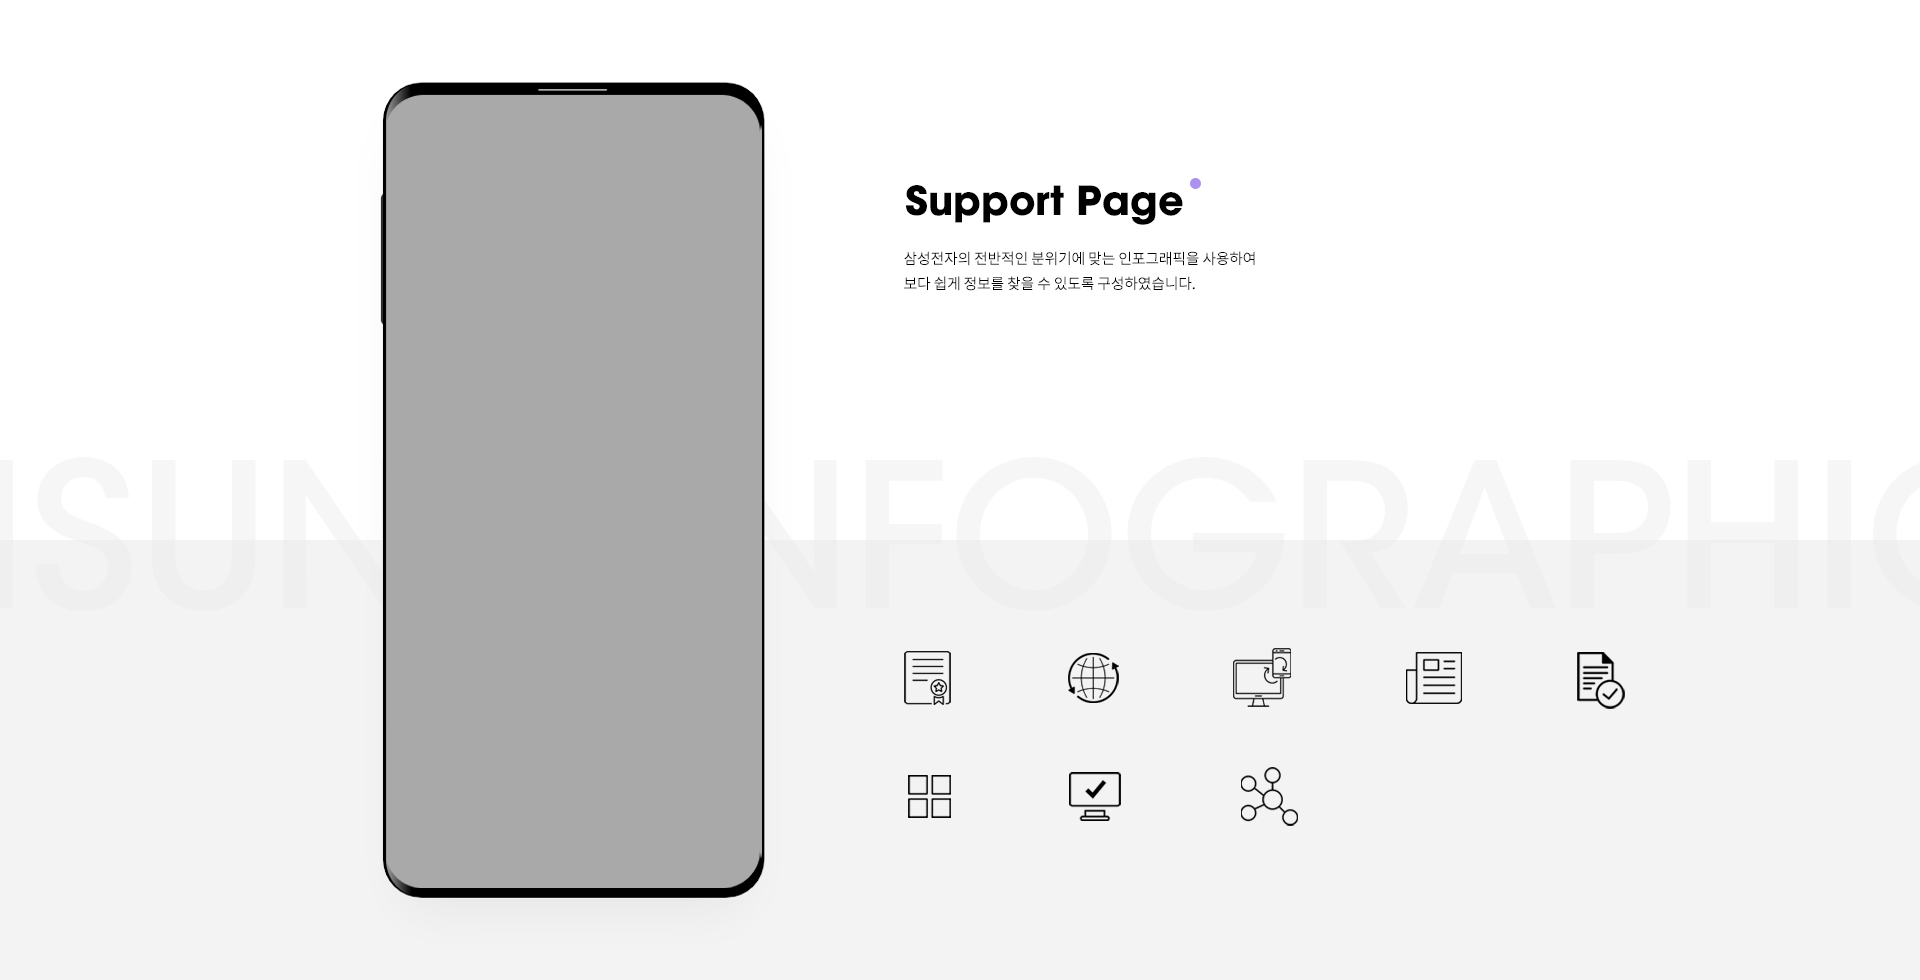 Support Page
삼성전자의 전반적인 분위기에 맞는 인포그래픽을 사용하여
보다 쉽게 정보를 찾을 수 있도록 구성하였습니다.